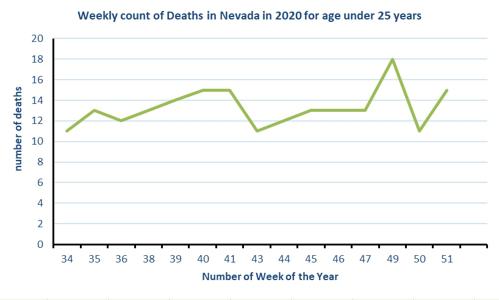 Weekly count of Deaths in Nevada in 2020 for age under 25 years
number of deaths
20
18
16
14
12
10
8
6
4
2
0
34 35 36 38 39 40 41 43 44 45 46 47 49 50 51
Number of Week of the Year